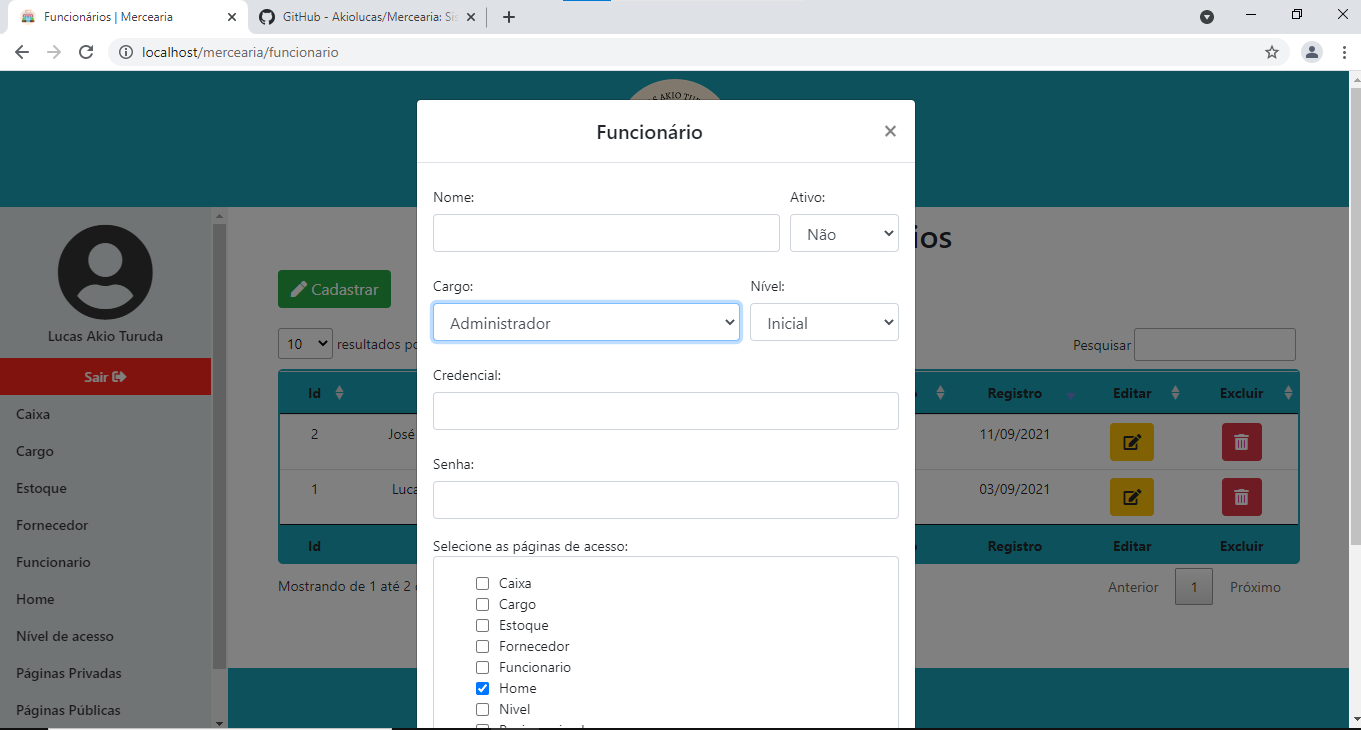 Funcionários | Mercearia
GitHub - Akiolucas/Mercearia: Sis
localhost/mercearia/funcionario
AKIO TUR
Funcionário
Nome:
Ativo:
Não
ios
Cadastrar
Cargo:
Nível:
Administrador
Inicial
Lucas Akio Turuda
10
resultados po
Pesquisar
Sair
Credencial:
Id
Registro
Editar
Excluir
Caixa
2
José
11/09/2021
Cargo
Senha:
Estoque
1
Luca
03/09/2021
Fornecedor
Selecione as páginas de acesso:
Id
Registro
Editar
Excluir
Funcionario
Caixa
Mostrando de 1 até 2
Anterior
1
Próximo
Home
Cargo
Estoque
Nível de acesso
Fornecedor
Páginas Privadas
Funcionario
Home
Páginas Públicas
Nivel